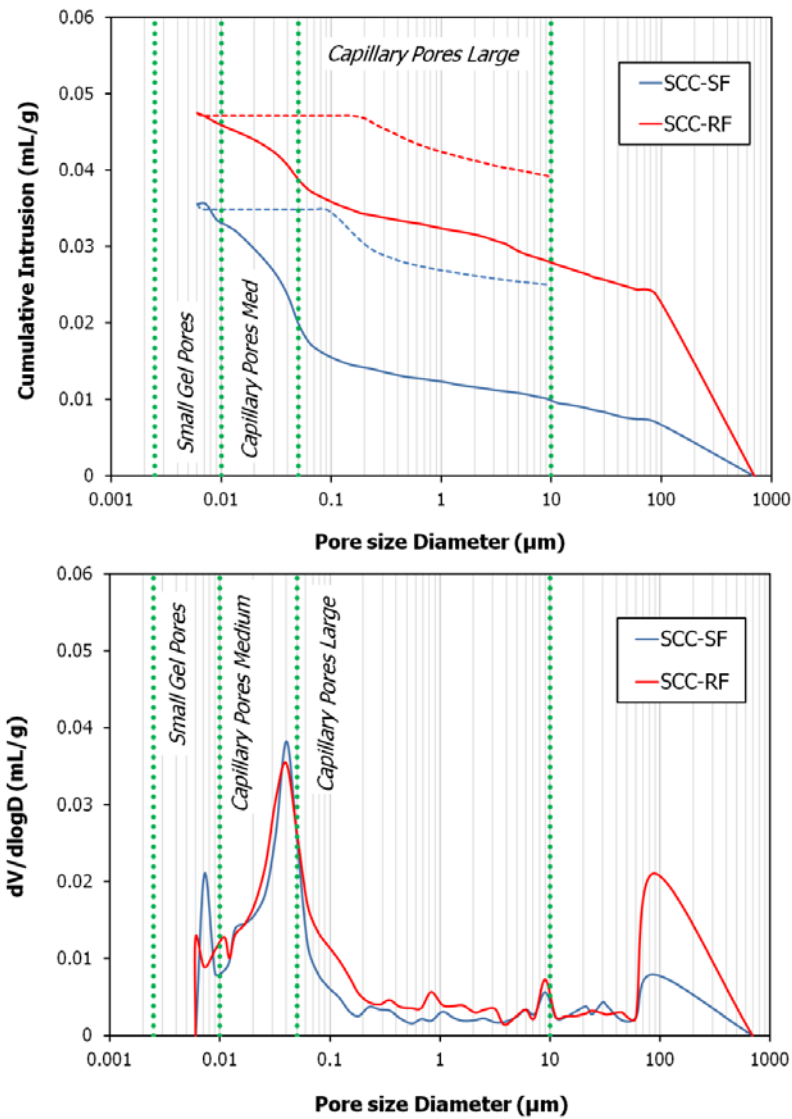 0.06
0.05
0.04
0.03
0.02
0.01
0
Cumulative Intrusion (mL/g)
Small Gel Pores
Capillary Pores Med
Capillary Pores Large
SCC-SF
SCC-RF
0.001
0.01
0.1
1
10
100
1000
Pore size Diameter (µm)
0.06
0.05
0.04
0.03
0.02
0.01
0
dV/dlogD (mL/g)
Small Gel Pores
Capillary Pores Medium
Capillary Pores Large
SCC-SF
SCC-RF
0.001
0.01
0.1
1
10
100
1000
Pore size Diameter (µm)